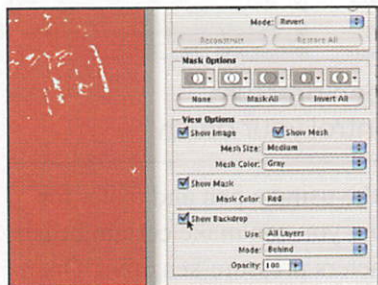 Mode: Revert
Reconstruct Restore All
Mask Options
None Mask All Invert All
View Options
Show Image Show Mesh
Mesh Size: Medium
Mesh Color: Gray
Show Mask
Mask Color: Red
Show Backdrop
Use: All Layers
Mode: Behind
Opacity: 100